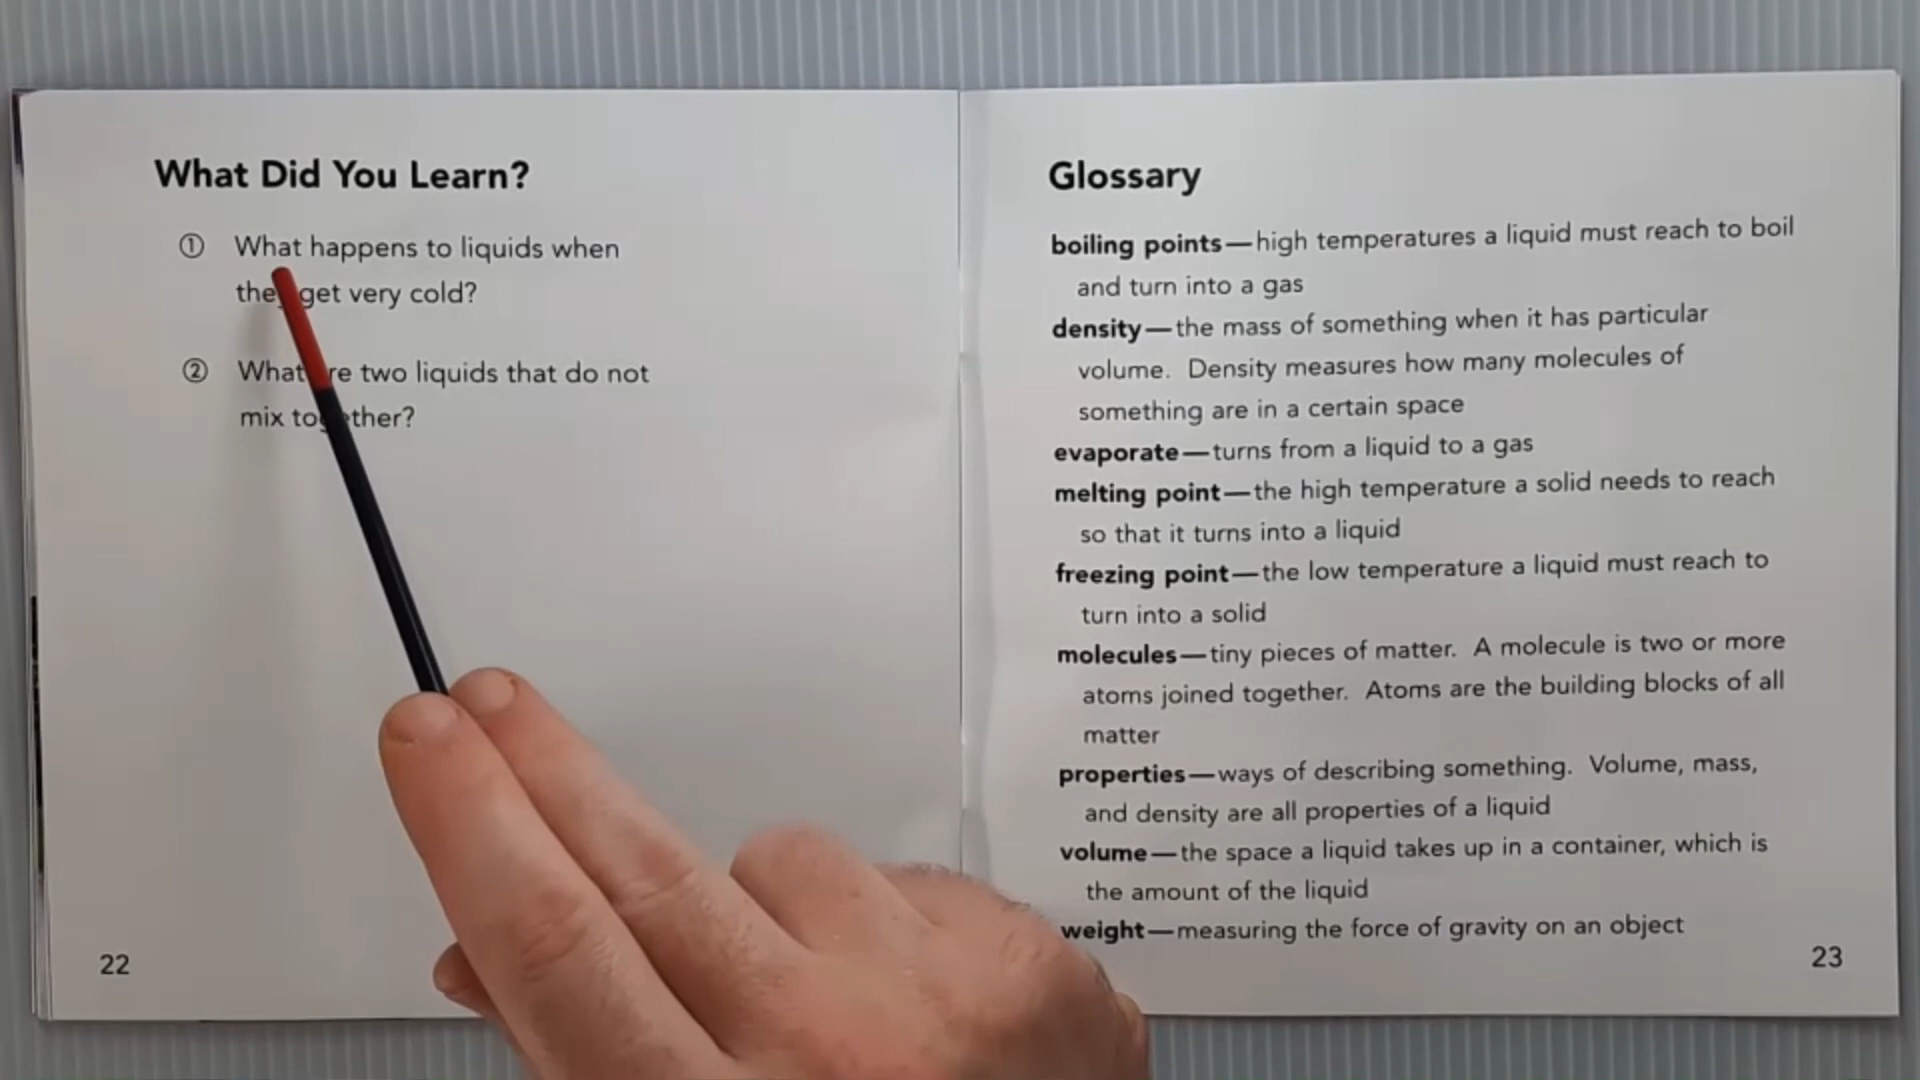 What Did You Learn?
① What happens to liquids when
the get very cold?
② What re two liquids that do not
mix to ther?
22
Glossary
boiling points—high temperatures a liquid must reach to boil
and turn into a gas
density—the mass of something when it has particular
volume. Density measures how many molecules of
something are in a certain space
evaporate—turns from a liquid to a gas
melting point—the high temperature a solid needs to reach
so that it turns into a liquid
freezing point—the low temperature a liquid must reach to
turn into a solid
molecules—tiny pieces of matter. A molecule is two or more
atoms joined together. Atoms are the building blocks of all
matter
properties—ways of describing something. Volume, mass,
and density are all properties of a liquid
volume—the space a liquid takes up in a container, which is
the amount of the liquid
weight—measuring the force of gravity on an object
23